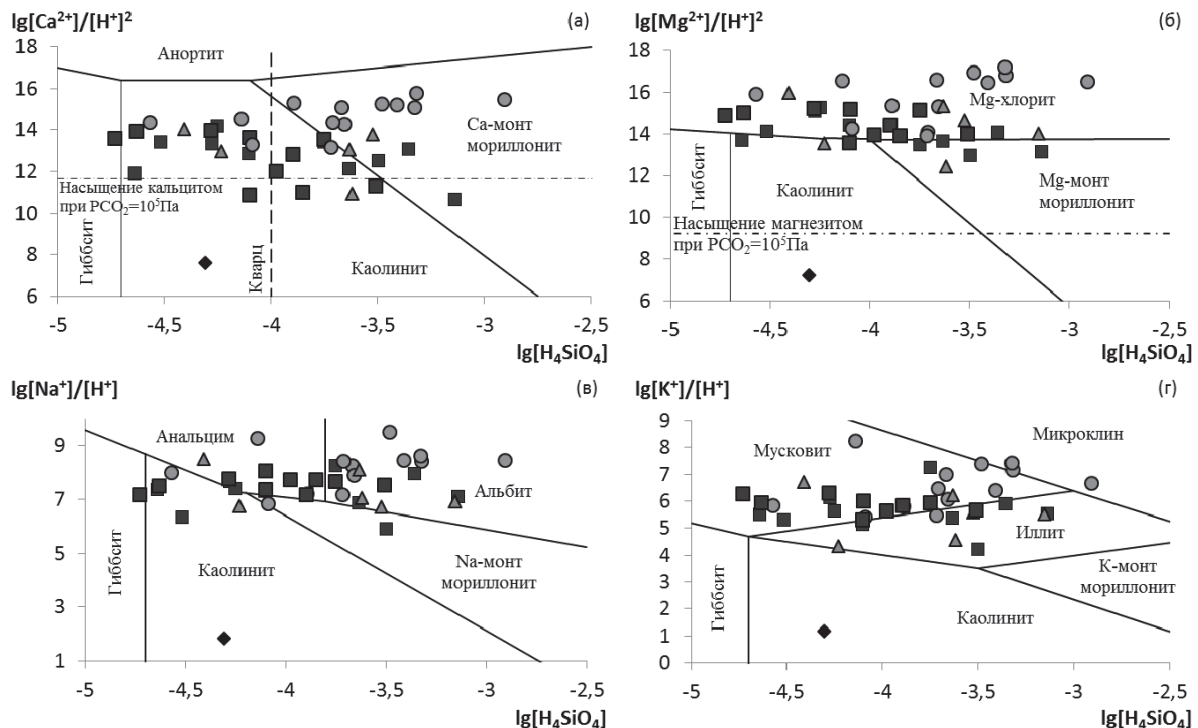 lg[Ca²⁺]/[H⁺]²
(а)
18
16
14
12
10
8
6
Анортит
Ca-монт
мориллонит
Насыщение кальцитом
при PCO₂=10⁵Па
Гиббсит
Кварц
Каолинит
-5
-4,5
-4
-3,5
-3
-2,5
lg[H₄SiO₄]
lg[Mg²⁺]/[H⁺]²
(б)
18
16
14
12
10
8
6
Mg-хлорит
Гиббсит
Каолинит
Mg-монт
мориллонит
Насыщение магнезитом
при PCO₂=10⁵Па
-5
-4,5
-4
-3,5
-3
-2,5
lg[H₄SiO₄]
lg[Na⁺]/[H⁺]
(в)
9
7
5
3
1
Анальцим
Альбит
Гиббсит
Каолинит
Na-монт
мориллонит
-5
-4,5
-4
-3,5
-3
-2,5
lg[H₄SiO₄]
lg[K⁺]/[H⁺]
(г)
9
8
7
6
5
4
3
2
1
0
Мусковит
Микроклин
Иллит
К-монт
мориллонит
Гиббсит
Каолинит
-5
-4,5
-4
-3,5
-3
-2,5
lg[H₄SiO₄]